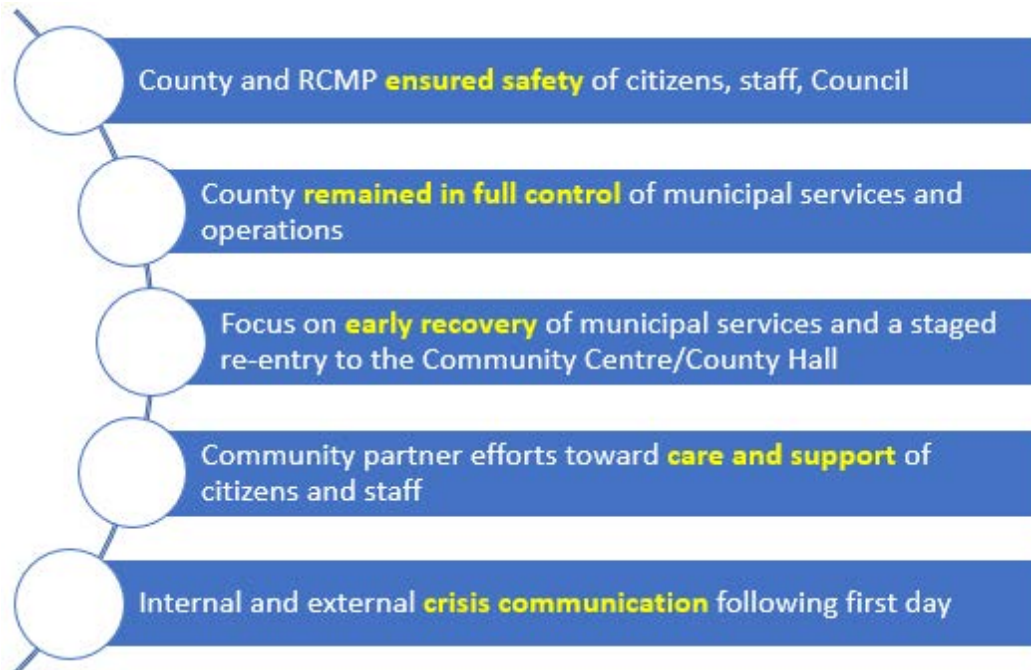 County and RCMP ensured safety of citizens, staff, Council
County remained in full control of municipal services and
operations
Focus on early recovery of municipal services and a staged
re-entry to the Community Centre/County Hall
Community partner efforts toward care and support of
citizens and staff
Internal and external crisis communication following first day